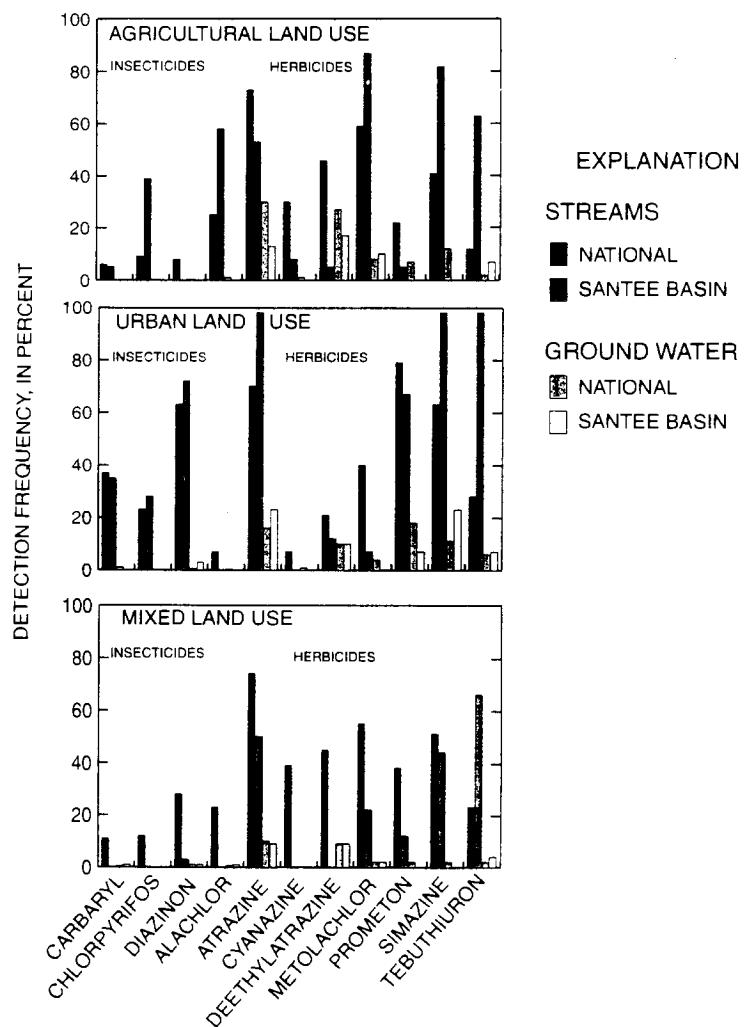 DETECTION FREQUENCY, IN PERCENT
100
80
60
40
20
0
AGRICULTURAL LAND USE
INSECTICIDES HERBICIDES
100
80
60
40
20
0
URBAN LAND USE
INSECTICIDES HERBICIDES
100
80
60
40
20
0
MIXED LAND USE
INSECTICIDES HERBICIDES
CARBARYL
CHLORPYRIFOS
DIAZINON
ALACHLOR
ATRAZINE
CYANAZINE
DEETHYLATRAZINE
METOLACHLOR
PROMETON
SIMAZINE
TEBUTHIURON
EXPLANATION
STREAMS
NATIONAL
SANTEE BASIN
GROUND WATER
NATIONAL
SANTEE BASIN